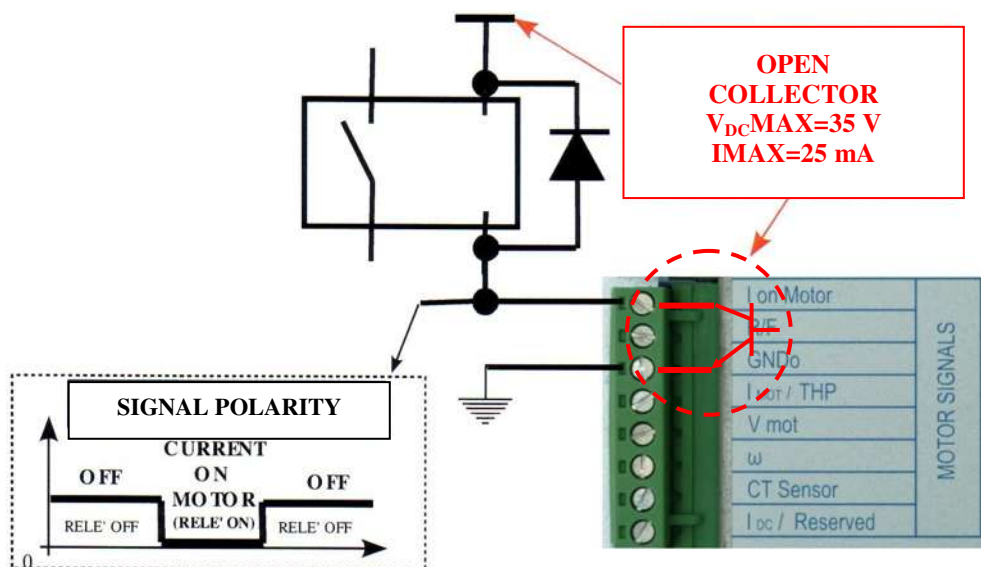 OPEN
COLLECTOR
VDCMAX=35 V
IMAX=25 mA
I on Motor
R/F
GNDo
I MOT / THP
V mot
ω
CT Sensor
I DC / Reserved
MOTOR SIGNALS
SIGNAL POLARITY
CURRENT
ON
MOTOR
(RELE' ON)
OFF
OFF
RELE' OFF
RELE' OFF
0